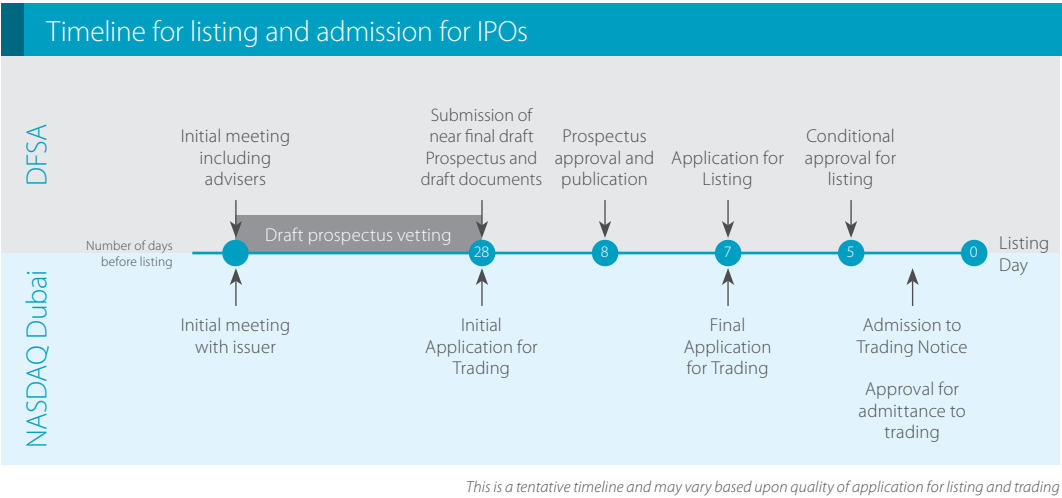 Timeline for listing and admission for IPOs
DFSA
Initial meeting
including
advisers
Submission of
near final draft
Prospectus and
draft documents
Prospectus
approval and
publication
Application for
Listing
Conditional
approval for
listing
Draft prospectus vetting
Number of days
before listing
28
8
7
5
0
Listing
Day
NASDAQ Dubai
Initial meeting
with issuer
Initial
Application for
Trading
Final
Application
for Trading
Admission to
Trading Notice
Approval for
admittance to
trading
This is a tentative timeline and may vary based upon quality of application for listing and trading